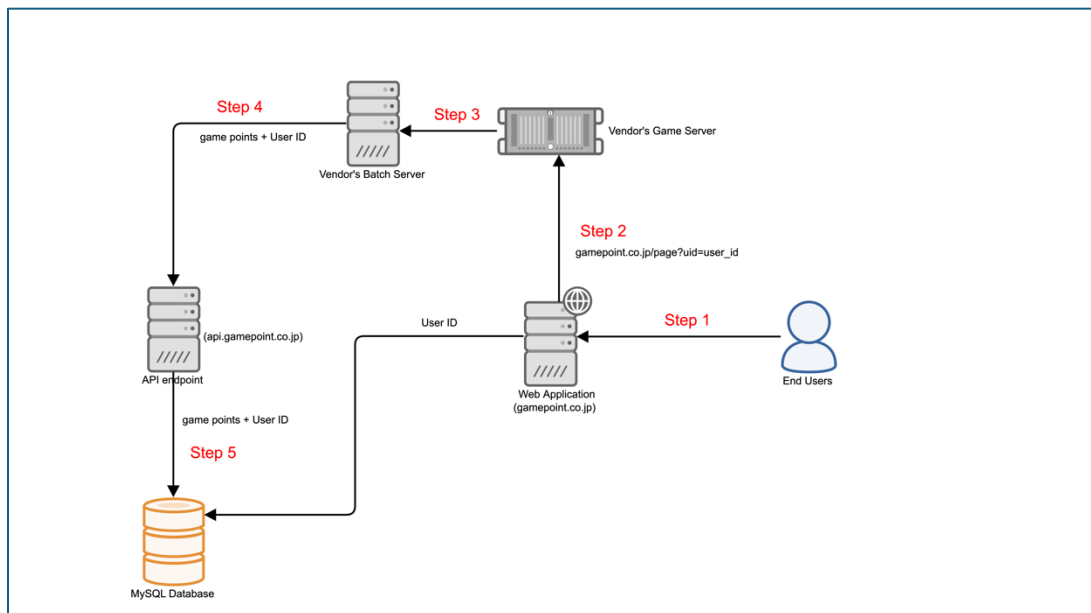 Step 4
game points + User ID
Vendor's Batch Server
Step 3
Vendor's Game Server
Step 2
gamepoint.co.jp/page?uid=user_id
Step 1
End Users
User ID
Web Application
(gamepoint.co.jp)
(api.gamepoint.co.jp)
API endpoint
game points + User ID
Step 5
MySQL Database